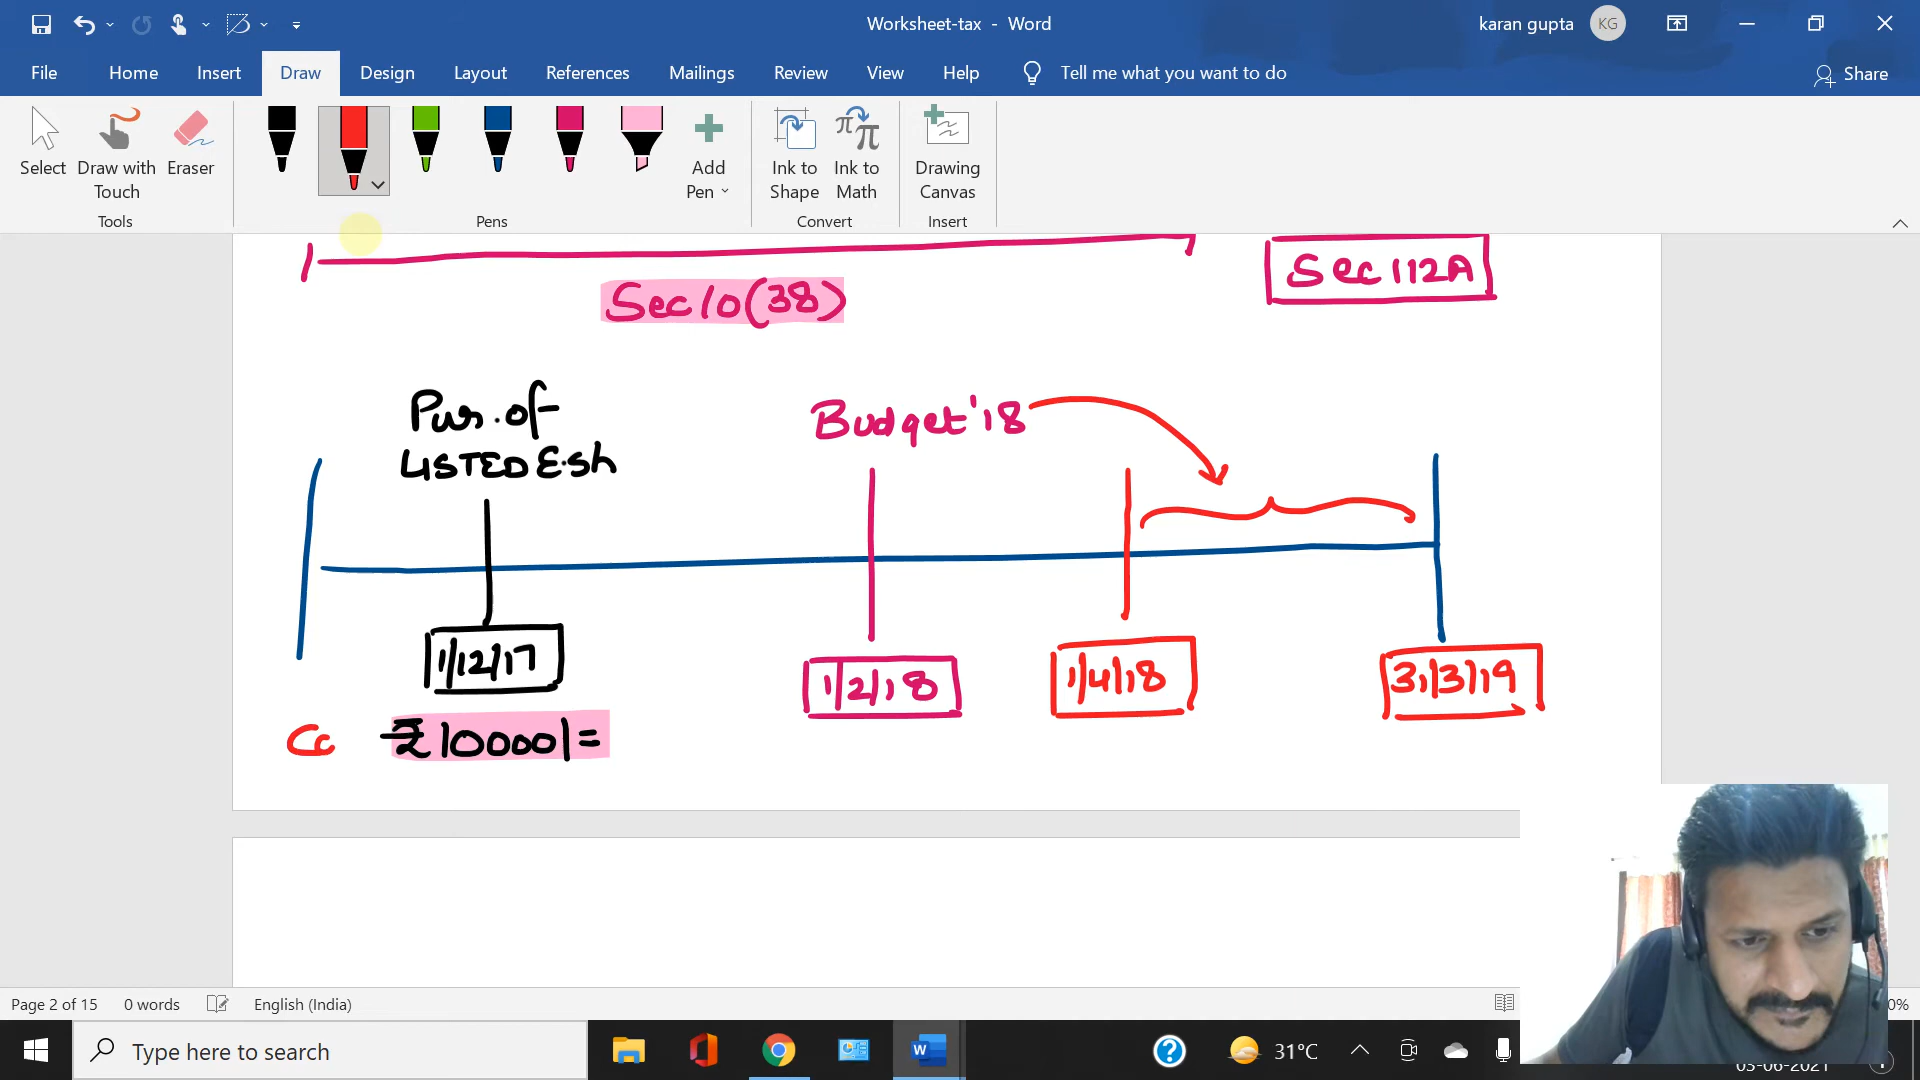 Worksheet-tax - Word
karan gupta
KG
File
Home
Insert
Draw
Design
Layout
References
Mailings
Review
View
Help
Tell me what you want to do
Share
Select
Draw with
Touch
Eraser
Tools
Pens
Add
Pen
Ink to
Shape
Ink to
Math
Convert
Drawing
Canvas
Insert
Sec 10(38)
Sec 112A
Pur. of
LISTED E.Sh
Budget'18
1/12/17
1/2/18
1/4/18
31/3/19
CC ₹ 10000/=
Page 2 of 15
0 words
English (India)
0%
Type here to search
31°C
03-06-2021